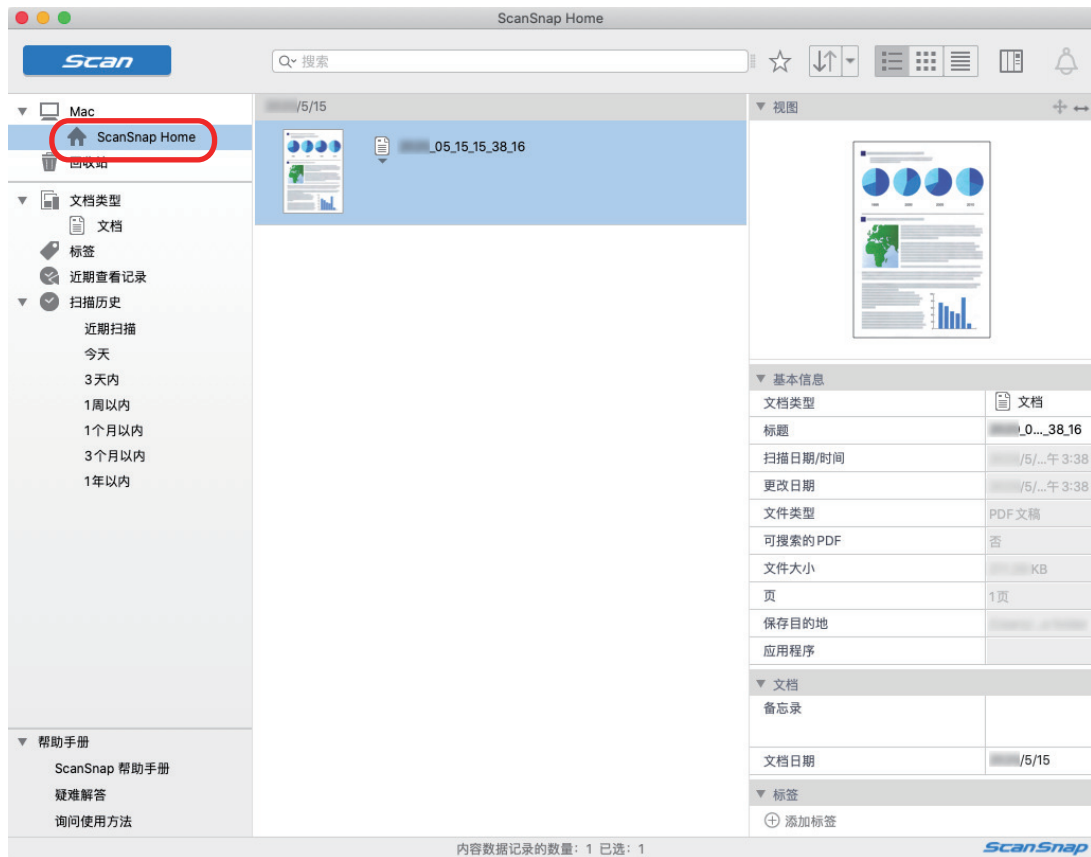 ScanSnap Home
Scan
搜索
Mac
ScanSnap Home
回收站
文档类型
文档
标签
近期查看记录
扫描历史
近期扫描
今天
3天内
1周以内
1个月以内
3个月以内
1年以内
帮助手册
ScanSnap 帮助手册
疑难解答
询问使用方法
/5/15
_05_15_15_38_16
视图
基本信息
文档类型 文档
标题 _0..._38_16
扫描日期/时间 /5/...午 3:38
更改日期 /5/...午 3:38
文件类型 PDF文稿
可搜索的PDF 否
文件大小 KB
页 1页
保存目的地
应用程序
文档
备忘录
文档日期 /5/15
标签
添加标签
内容数据记录的数量：1 已选：1
ScanSnap